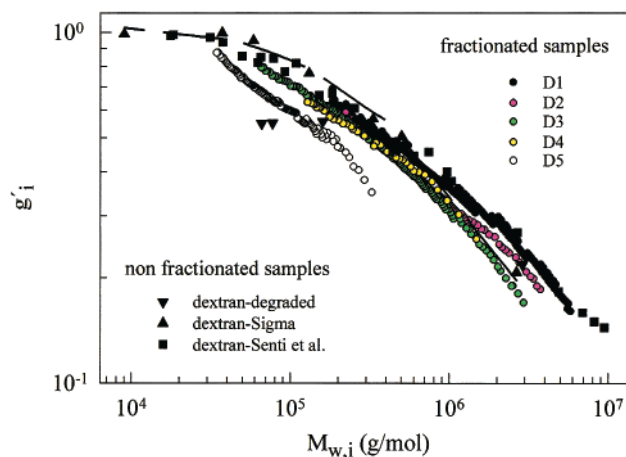 10⁰
fractionated samples
D1
D2
D3
D4
D5
g´i
non fractionated samples
dextran-degraded
dextran-Sigma
dextran-Senti et al.
10⁻¹
10⁴ 10⁵ 10⁶ 10⁷
Mw,i (g/mol)